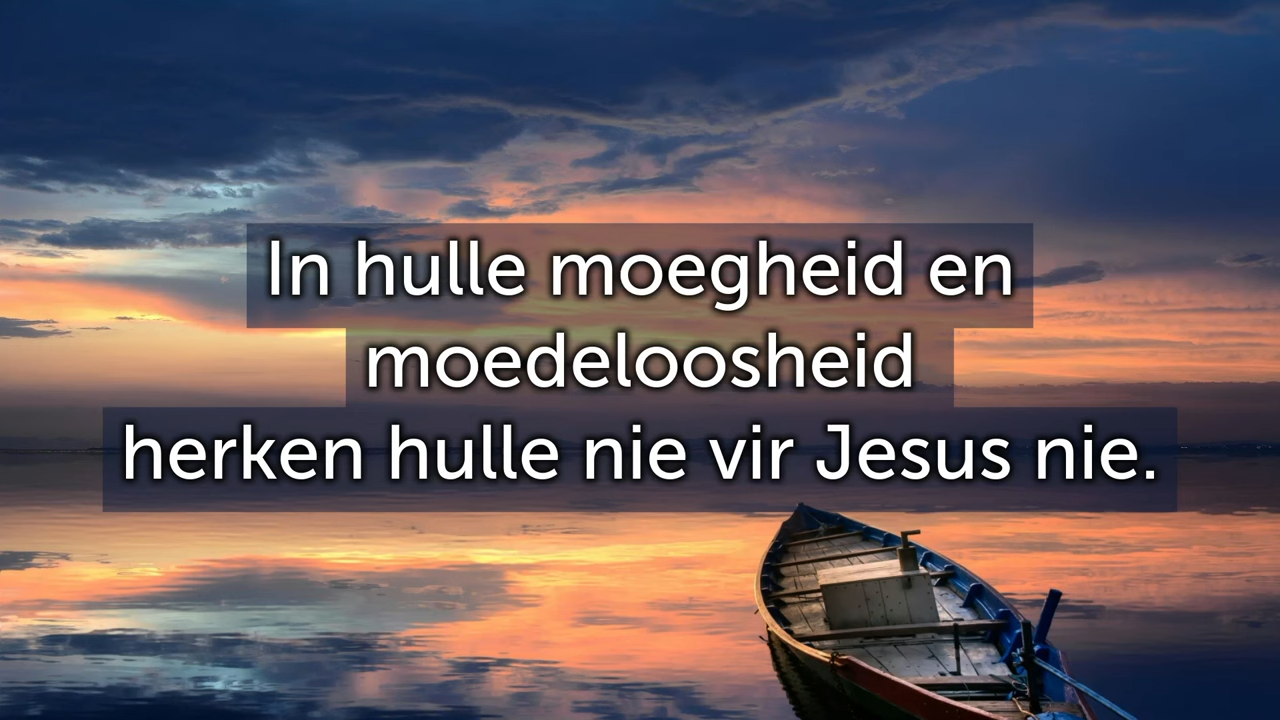 In hulle moegheid en
moedeloosheid
herken hulle nie vir Jesus nie.